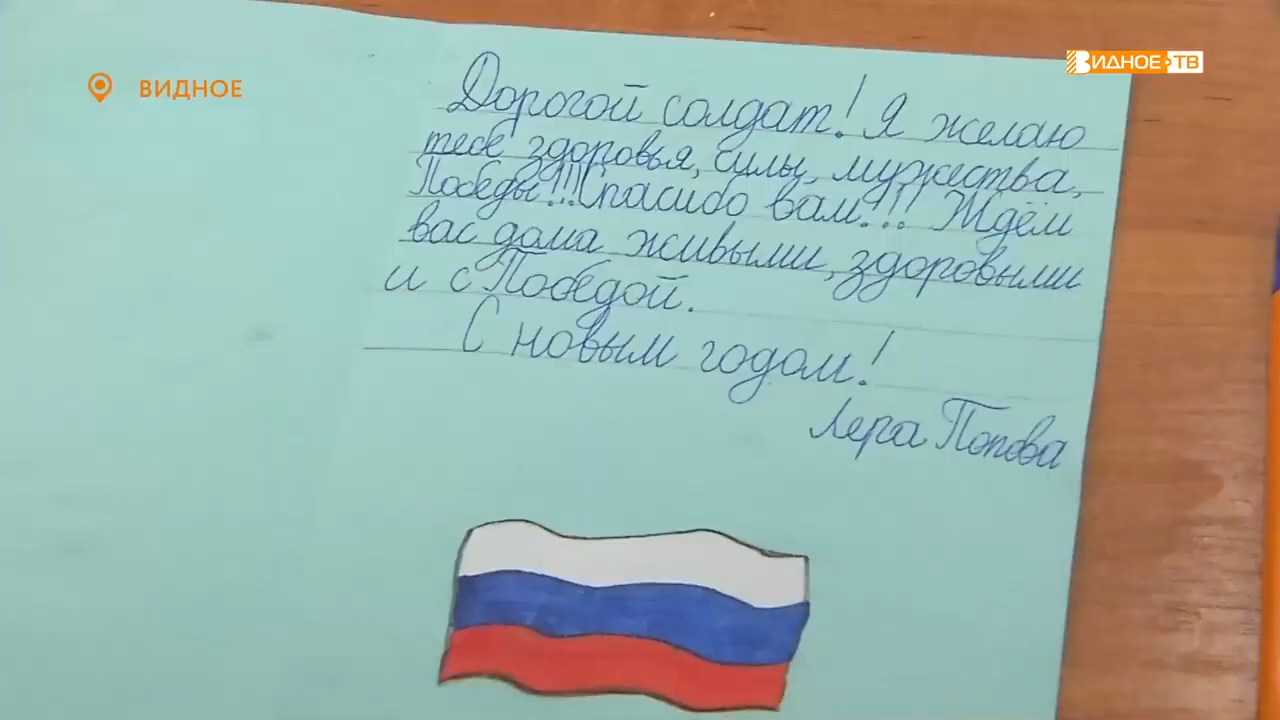 ВИДНОЕ
ВИДНОЕ ТВ
Дорогой солдат! Я желаю
тебе здоровья, силы, мужества,
Победы!!! Спасибо вам!!! Ждём
вас дома живыми, здоровыми
и с Победой.
С новым годом!
Лера Попова